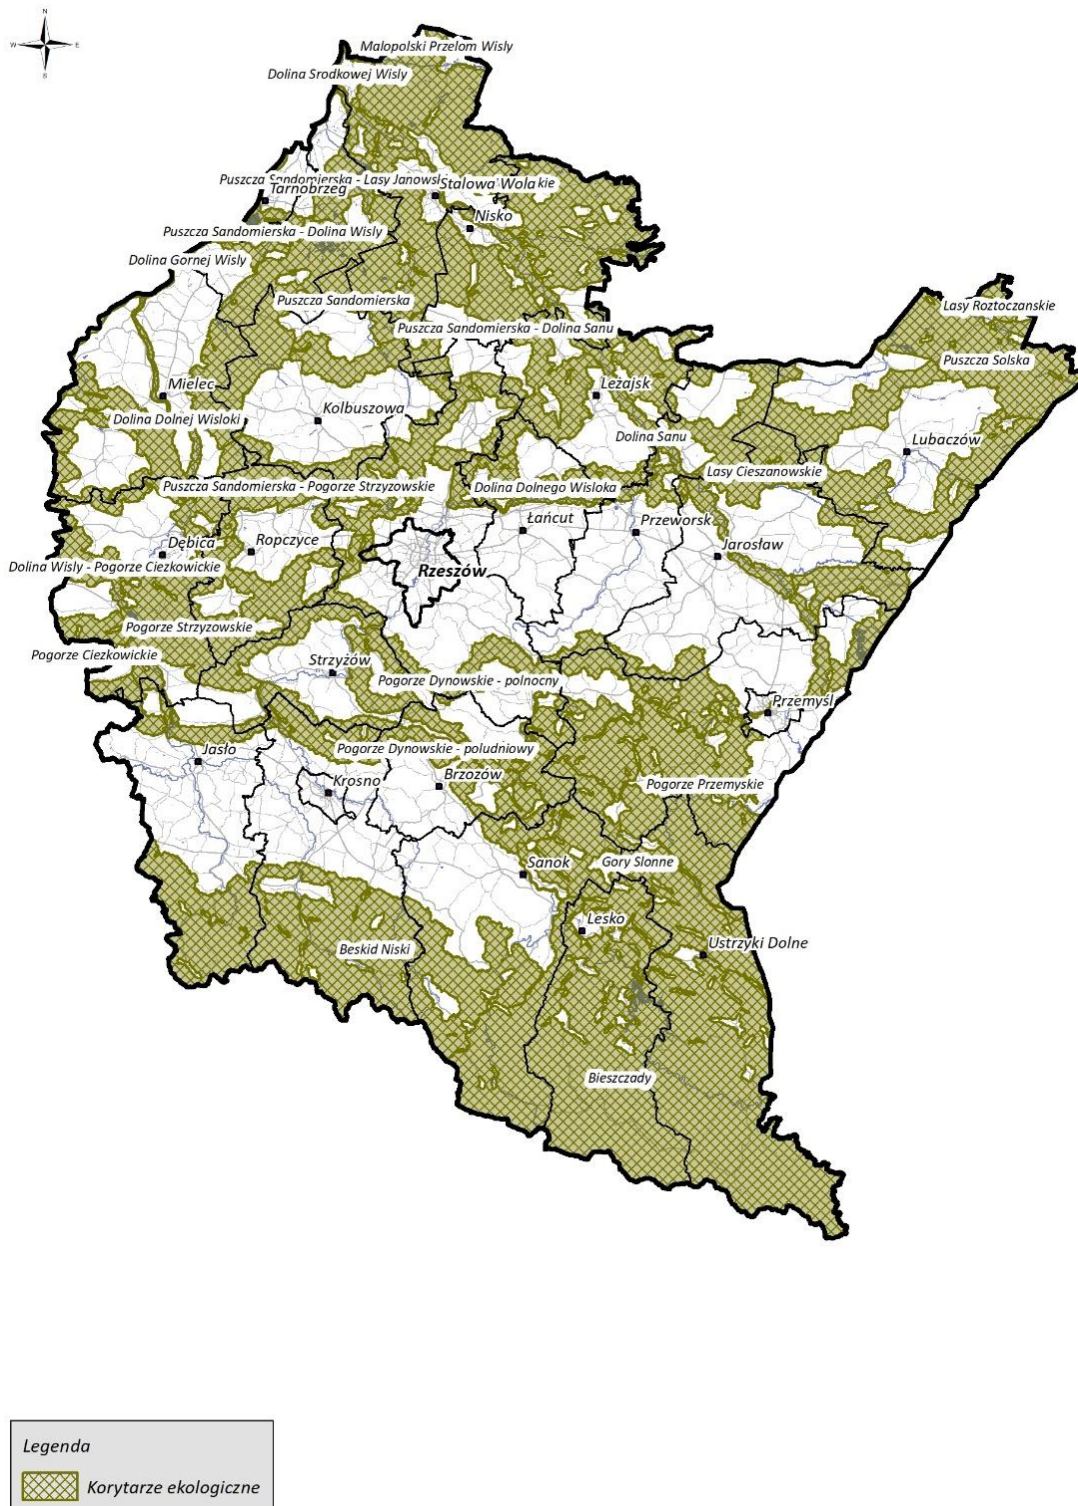 N
W E
S
Malopolski Przelom Wisly
Dolina Srodkowej Wisly
Puszcza Sandomierska - Lasy Janowskie
Stalowa Wola
Tarnobrzeg
Nisko
Puszcza Sandomierska - Dolina Wisly
Dolina Gornej Wisly
Puszcza Sandomierska
Lasy Roztoczanskie
Puszcza Sandomierska - Dolina Sanu
Puszcza Solska
Mielec
Leżajsk
Kolbuszowa
Dolina Dolnej Wisloki
Dolina Sanu
Lubaczów
Lasy Cieszanowskie
Puszcza Sandomierska - Pogorze Strzyzowskie
Dolina Dolnego Wisloka
Łańcut
Przeworsk
Dębica
Ropczyce
Jarosław
Dolina Wisly - Pogorze Ciezkowickie
Rzeszów
Pogorze Strzyzowskie
Pogorze Ciezkowickie
Strzyżów
Pogorze Dynowskie - polnocny
Przemyśl
Jasło
Pogorze Dynowskie - poludniowy
Krosno
Brzozów
Pogorze Przemyskie
Sanok
Gory Slonne
Lesko
Beskid Niski
Ustrzyki Dolne
Bieszczady
Legenda
Korytarze ekologiczne